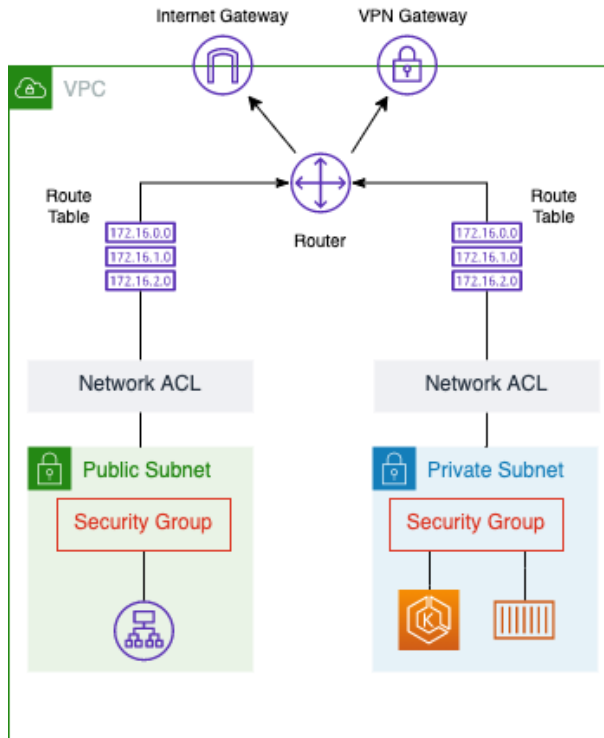 Internet Gateway
VPN Gateway
VPC
Route
Table
172.16.0.0
172.16.1.0
172.16.2.0
Router
Route
Table
172.16.0.0
172.16.1.0
172.16.2.0
Network ACL
Network ACL
Public Subnet
Security Group
Private Subnet
Security Group
K